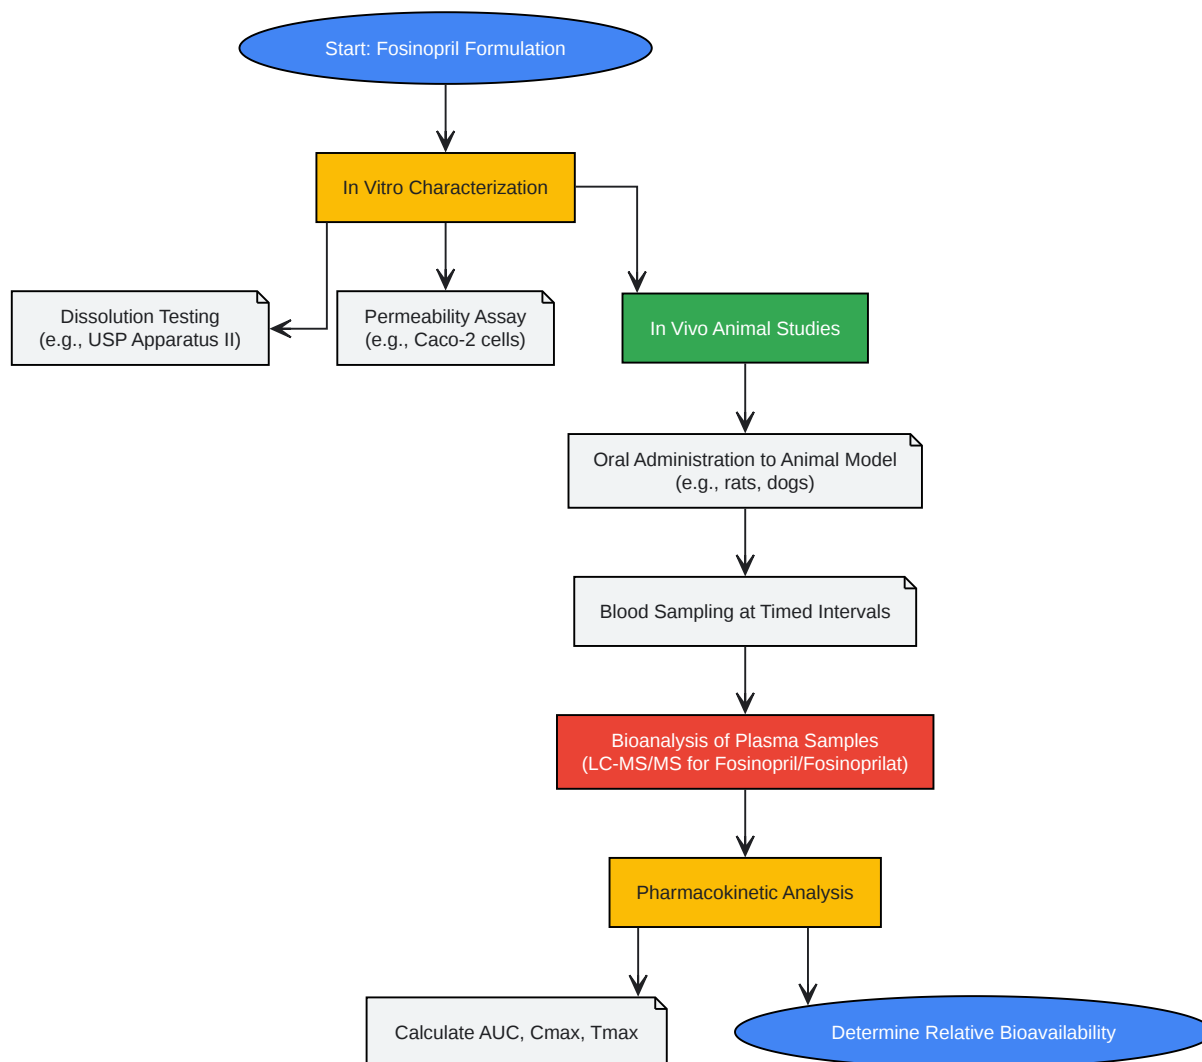 Start: Fosinopril Formulation
In Vitro Characterization
Dissolution Testing
(e.g., USP Apparatus II)
Permeability Assay
(e.g., Caco-2 cells)
In Vivo Animal Studies
Oral Administration to Animal Model
(e.g., rats, dogs)
Blood Sampling at Timed Intervals
Bioanalysis of Plasma Samples
(LC-MS/MS for Fosinopril/Fosinoprilat)
Pharmacokinetic Analysis
Calculate AUC, Cmax, Tmax
Determine Relative Bioavailability